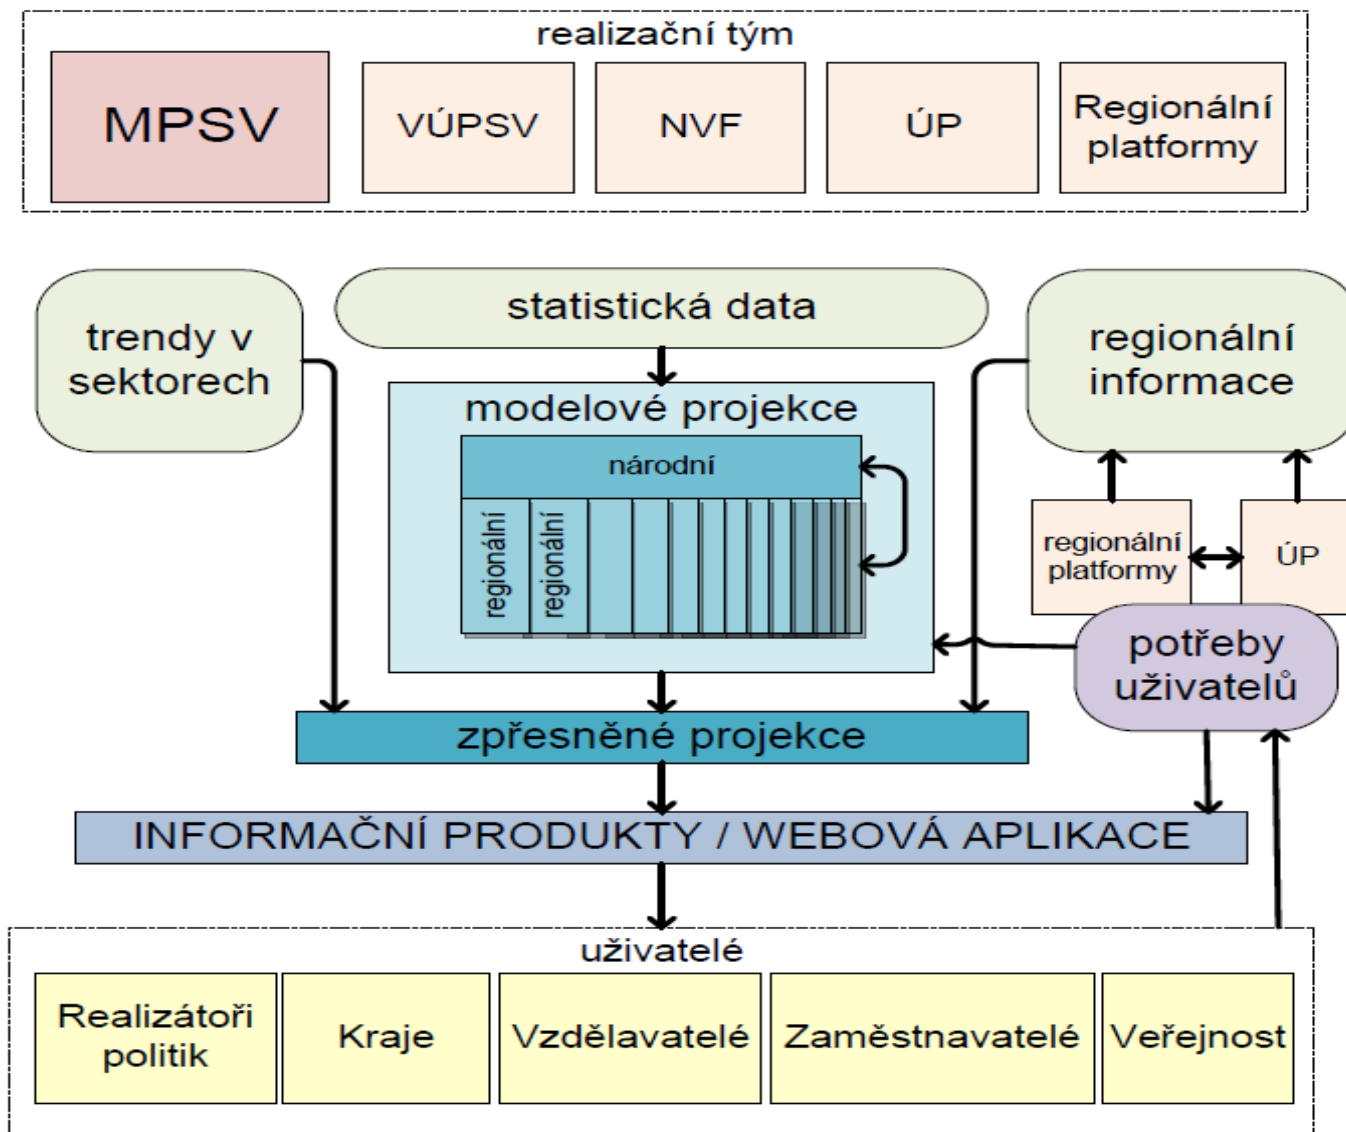 realizační tým
MPSV
VÚPSV
NVF
ÚP
Regionální
platformy
trendy v
sektorech
statistická data
regionální
informace
modelové projekce
národní
regionální
regionální
regionální
platformy
ÚP
potřeby
uživatelů
zpřesněné projekce
INFORMAČNÍ PRODUKTY / WEBOVÁ APLIKACE
uživatelé
Realizátoři
politik
Kraje
Vzdělavatelé
Zaměstnavatelé
Veřejnost